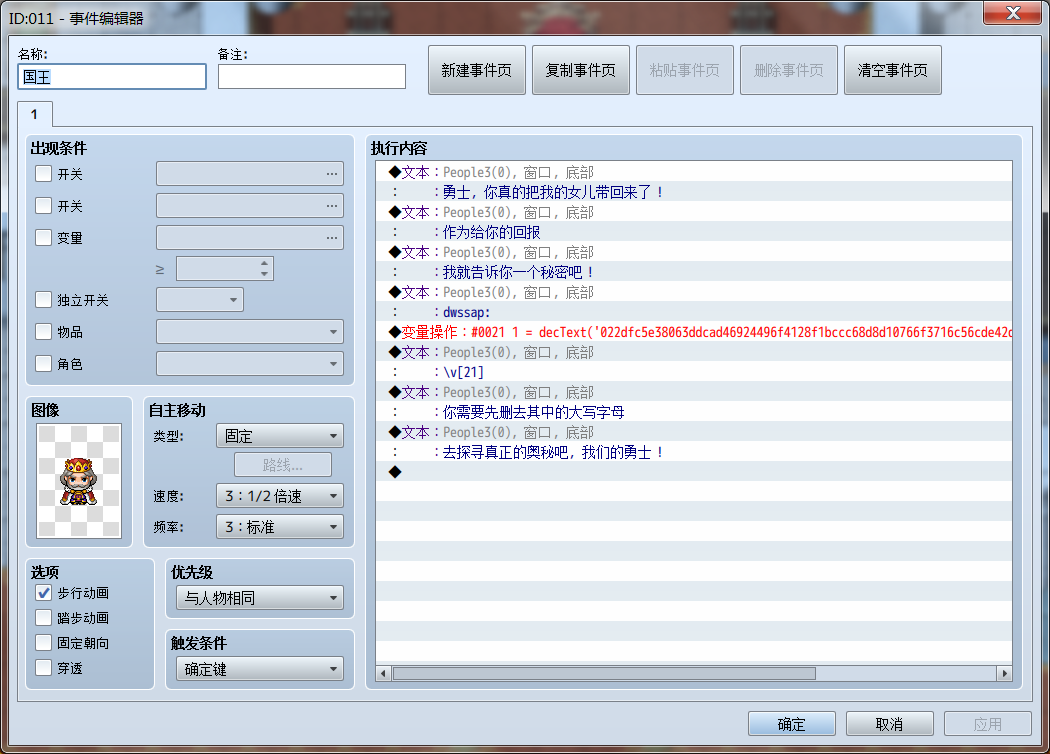 ID:011 - 事件编辑器
名称:
备注:
国王
新建事件页
复制事件页
粘贴事件页
删除事件页
清空事件页
1
出现条件
开关
...
开关
...
变量
...
≥
独立开关
物品
角色
图像
自主移动
类型:
固定
路线...
速度:
3：1/2 倍速
频率:
3：标准
选项
步行动画
踏步动画
固定朝向
穿透
优先级
与人物相同
触发条件
确定键
执行内容
◆文本：People3(0), 窗口, 底部
：　：勇士，你真的把我的女儿带回来了！
◆文本：People3(0), 窗口, 底部
：　：作为给你的回报
◆文本：People3(0), 窗口, 底部
：　：我就告诉你一个秘密吧！
◆文本：People3(0), 窗口, 底部
：　：dwssap:
◆变量操作：#0021 1 = decText('022dfc5e38063ddcad46924496f4128f1bccc68d8d10766f3716c56cde42c
◆文本：People3(0), 窗口, 底部
：　：\v[21]
◆文本：People3(0), 窗口, 底部
：　：你需要先删去其中的大写字母
◆文本：People3(0), 窗口, 底部
：　：去探寻真正的奥秘吧，我们的勇士！
◆
确定
取消
应用